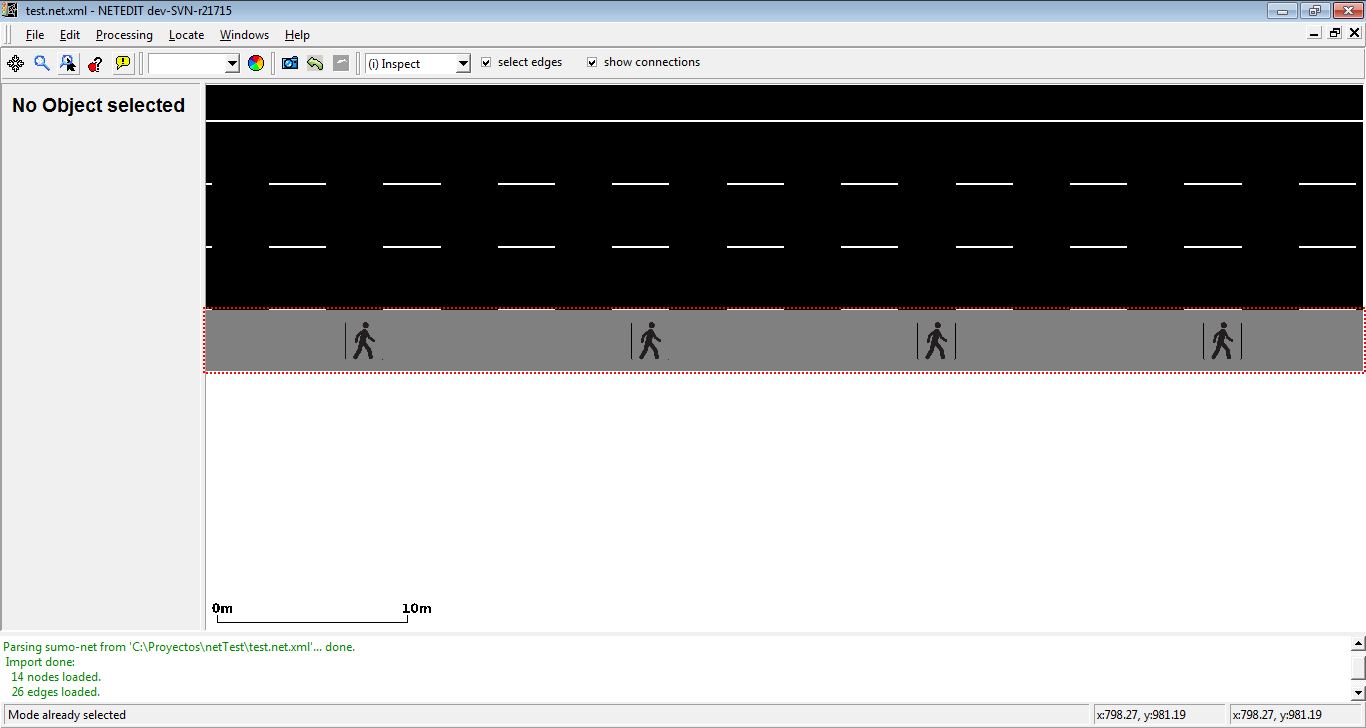 test.net.xml - NETEDIT dev-SVN-r21715
File Edit Processing Locate Windows Help
(i) Inspect select edges show connections
No Object selected
0m 10m
Parsing sumo-net from 'C:\Proyectos\netTest\test.net.xml'... done.
Import done:
14 nodes loaded.
26 edges loaded.
Mode already selected x:798.27, y:981.19 x:798.27, y:981.19